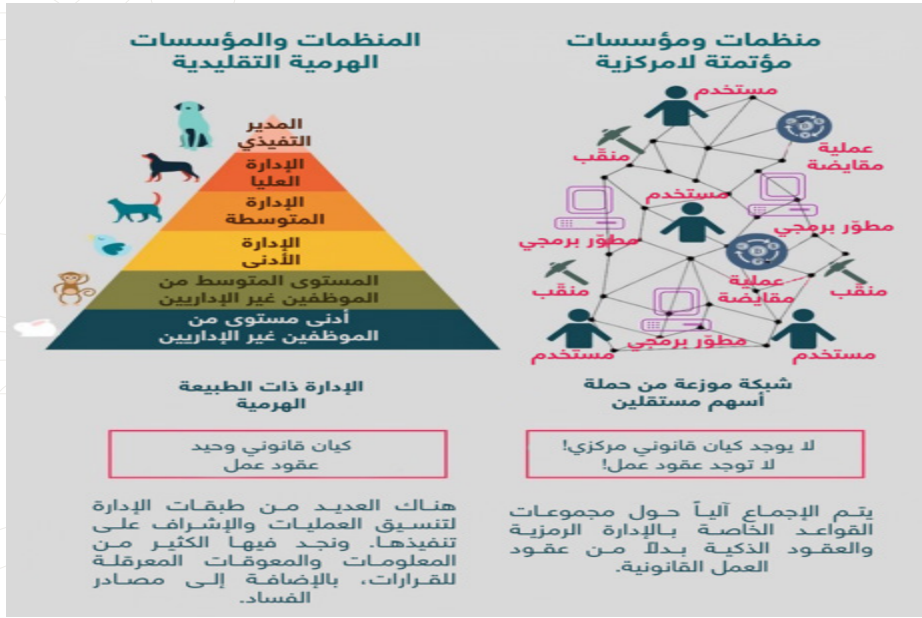 منظمات ومؤسسات
مؤتمتة لامركزية
مستخدم
عملية
مقايضة
منقّب
مستخدم
مطوّر برمجي
مطوّر برمجي
عملية
مقايضة
منقّب
منقّب
مطوّر برمجي
مستخدم
مستخدم
شبكة موزعة من حملة
أسهم مستقلين
لا يوجد كيان قانوني مركزي!
لا توجد عقود عمل!
يتم الإجماع آلياً حول مجموعات
القواعد الخاصة بالإدارة الرمزية
والعقود الذكية بدلاً من عقود
العمل القانونية.
المنظمات والمؤسسات
الهرمية التقليدية
المدير
التفيذي
الإدارة
العليا
الإدارة
المتوسطة
الإدارة
الأدنى
المستوى المتوسط من
الموظفين غير الإداريين
أدنى مستوى من
الموظفين غير الإداريين
الإدارة ذات الطبيعة
الهرمية
كيان قانوني وحيد
عقود عمل
هناك العديد من طبقات الإدارة
لتنسيق العمليات والإشراف على
تنفيذها. ونجد فيها الكثير من
المعلومات والمعوقات المعرقلة
للقرارات، بالإضافة إلى مصادر
الفساد.